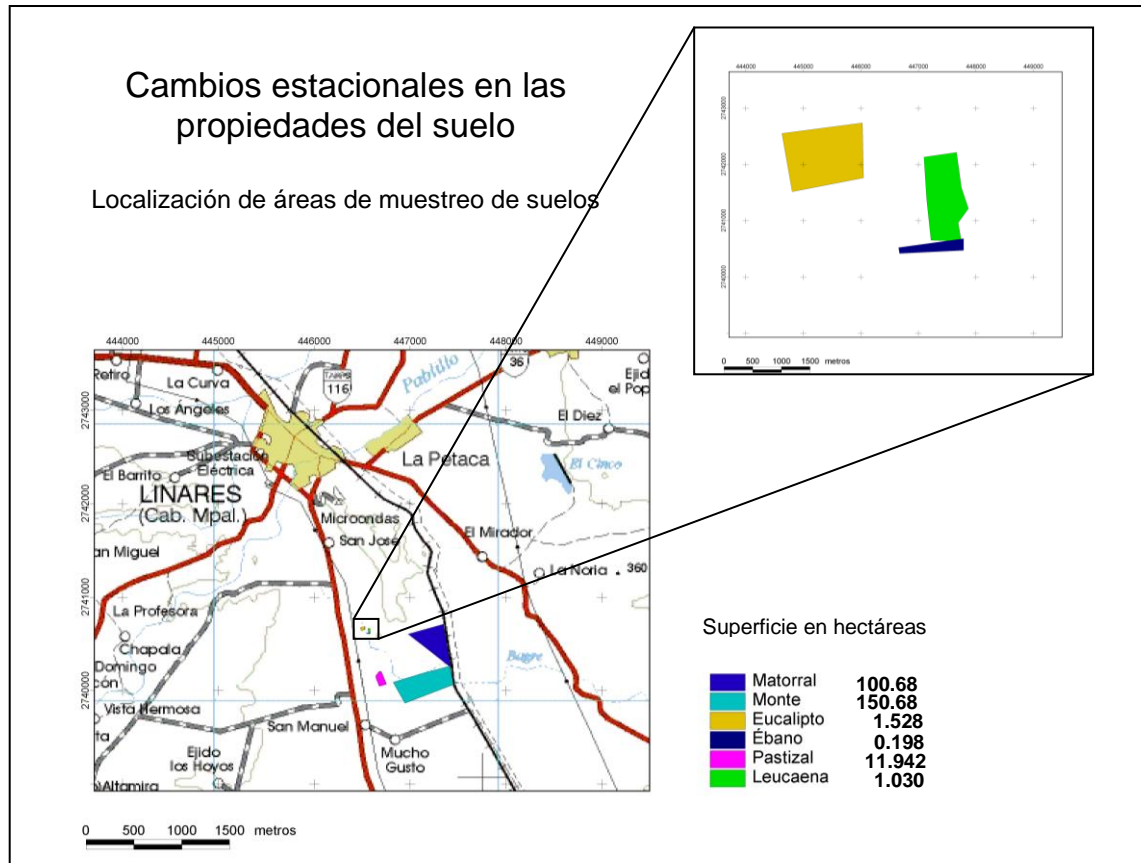 Cambios estacionales en las
propiedades del suelo
Localización de áreas de muestreo de suelos
444000 445000 446000 447000 448000 449000
2743000
2742000
2741000
2740000
0 500 1000 1500 metros
444000 445000 446000 447000 448000 449000
2743000
2742000
2741000
2740000
Retiro
La Curva
TAMPS
116
Pablillo
36
Ejid
el Pop
Los Angeles
El Diez
La Petaca
Subestación
Eléctrica
El Cinco
El Barrito
LINARES
(Cab. Mpal.)
Microondas
San José
El Mirador
an Miguel
La Noria
360
La Profesora
Chapala
Domingo
cón
Bagre
Vista Hermosa
ta
San Manuel
Mucho
Gusto
Ejido
los Hoyos
Altamira
0 500 1000 1500 metros
Superficie en hectáreas
Matorral 100.68
Monte 150.68
Eucalipto 1.528
Ébano 0.198
Pastizal 11.942
Leucaena 1.030